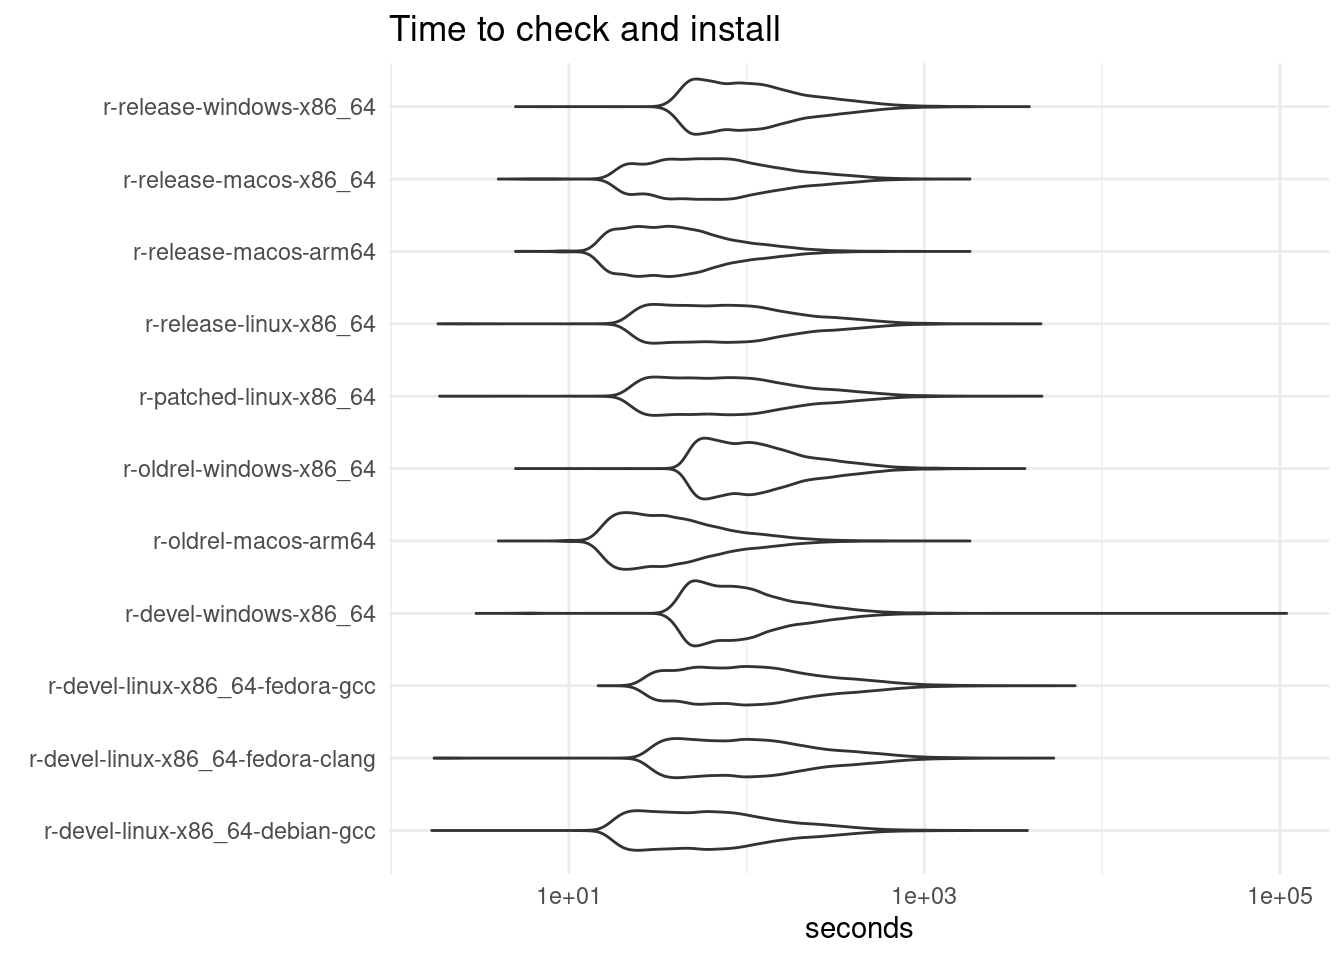 Time to check and install
r-release-windows-x86_64
r-release-macos-x86_64
r-release-macos-arm64
r-release-linux-x86_64
r-patched-linux-x86_64
r-oldrel-windows-x86_64
r-oldrel-macos-arm64
r-devel-windows-x86_64
r-devel-linux-x86_64-fedora-gcc
r-devel-linux-x86_64-fedora-clang
r-devel-linux-x86_64-debian-gcc
1e+01 1e+03 1e+05
seconds